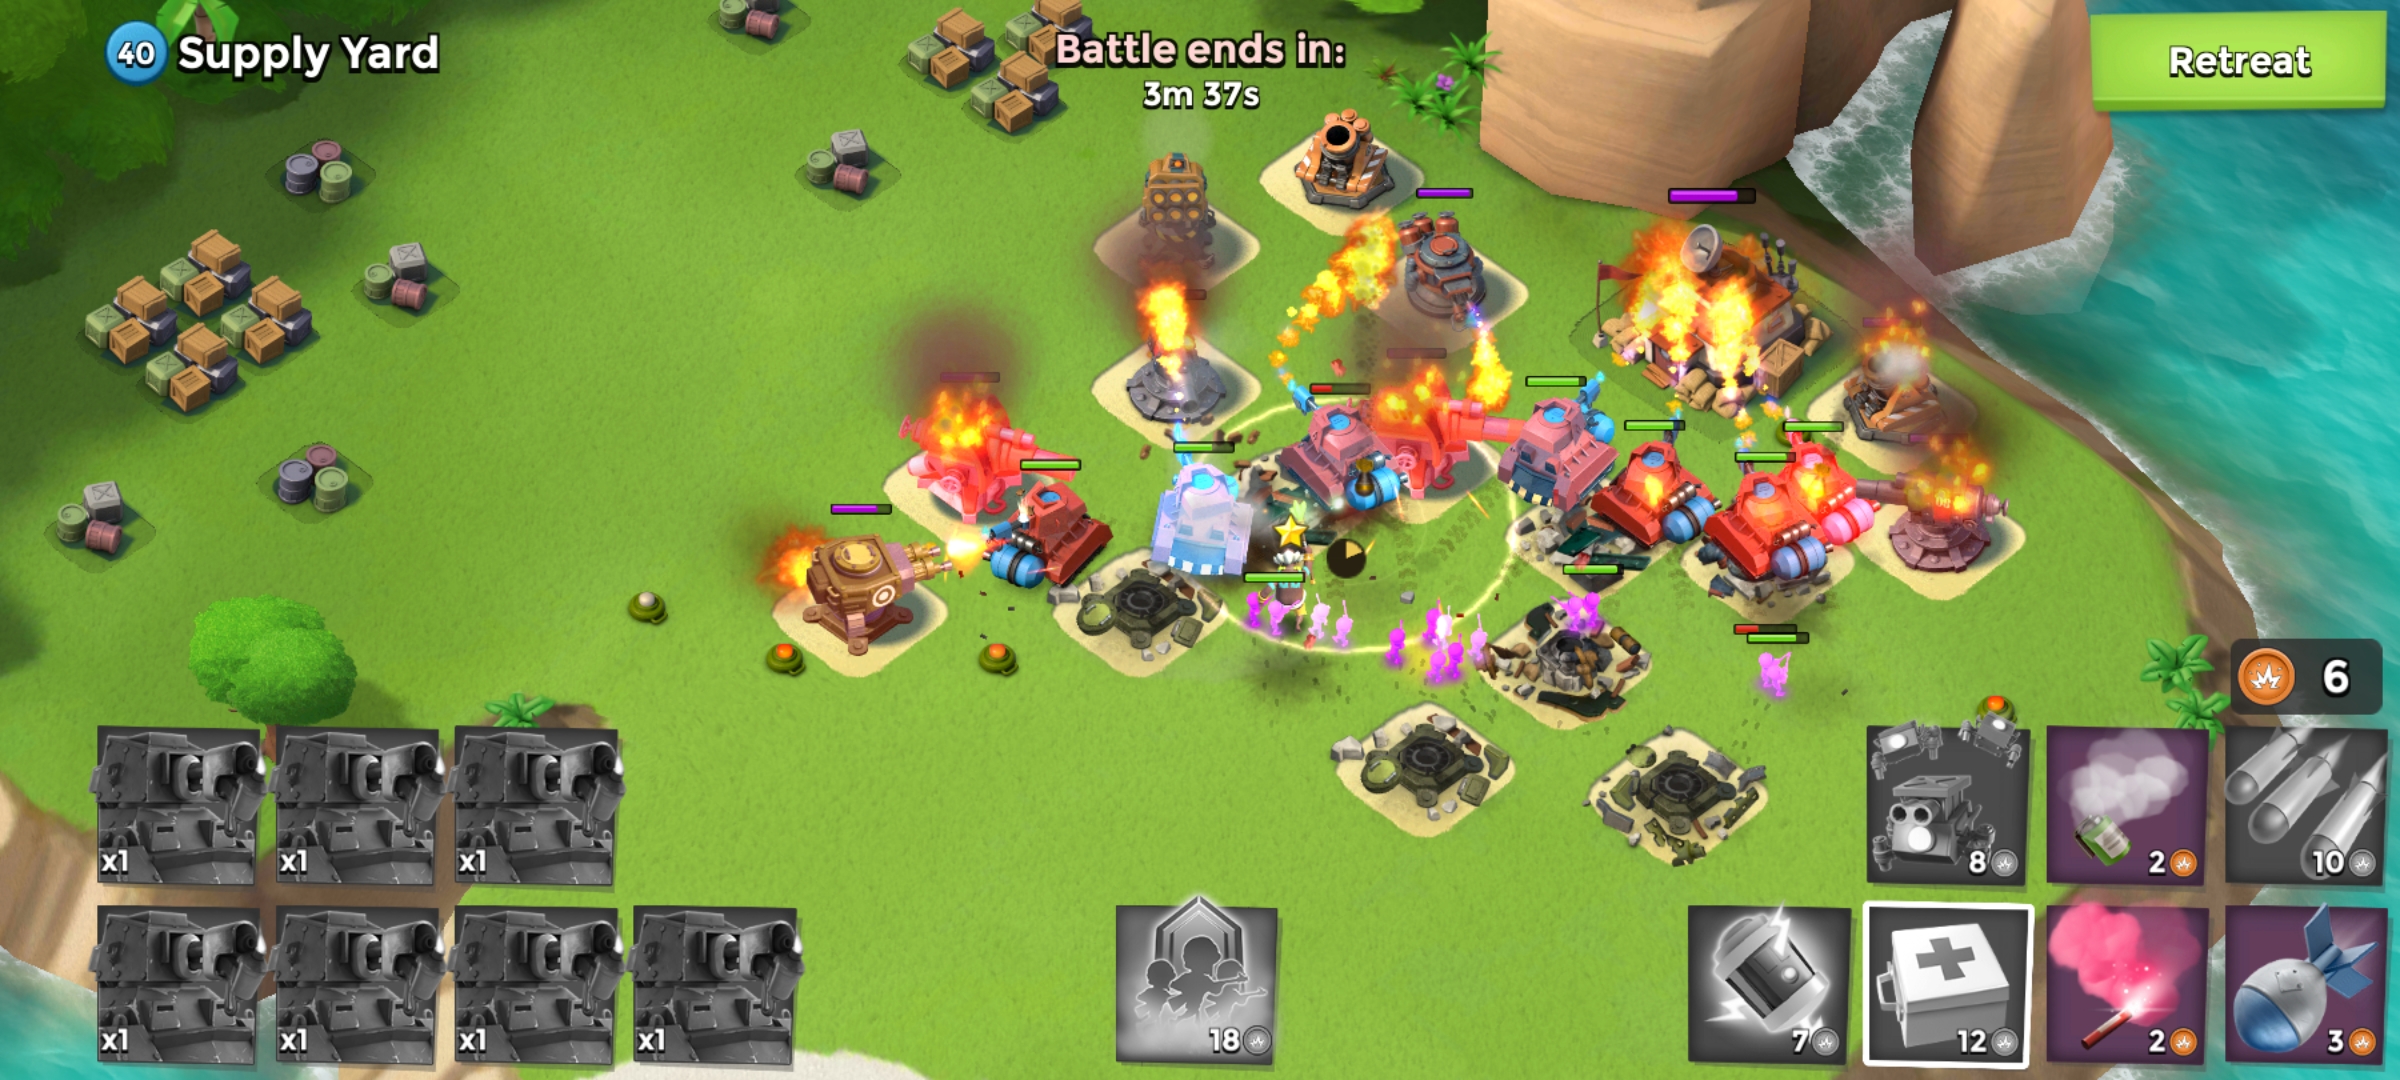 40 Supply Yard
Battle ends in:
3m 37s
Retreat
6
x1 x1 x1
8 2 10
x1 x1 x1 x1
18
7 12 2 3